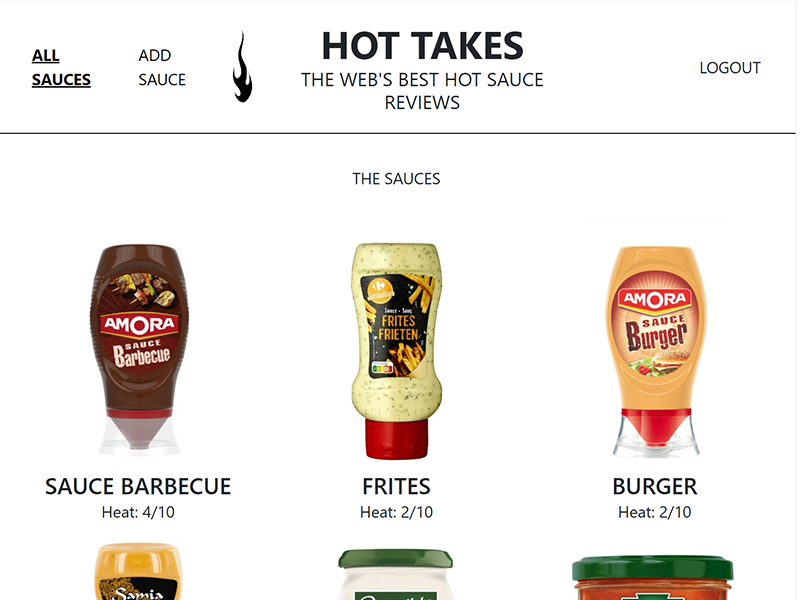 ALL
SAUCES
ADD
SAUCE
HOT TAKES
THE WEB'S BEST HOT SAUCE
REVIEWS
LOGOUT
THE SAUCES
AMORA
SAUCE
Barbecue
Sauce - Saus
FRITES
FRIETEN
AMORA
SAUCE
Burger
SAUCE BARBECUE
Heat: 4/10
FRITES
Heat: 2/10
BURGER
Heat: 2/10
Samia